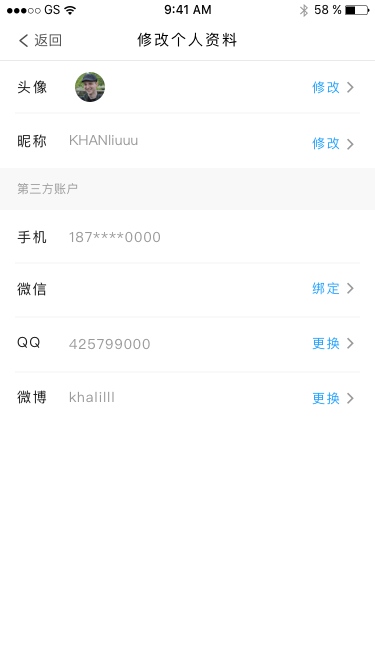 GS 9:41 AM 58 %
返回 修改个人资料
头像 修改
昵称 KHANliuuu 修改
第三方账户
手机 187****0000
微信 绑定
QQ 425799000 更换
微博 khalilll 更换